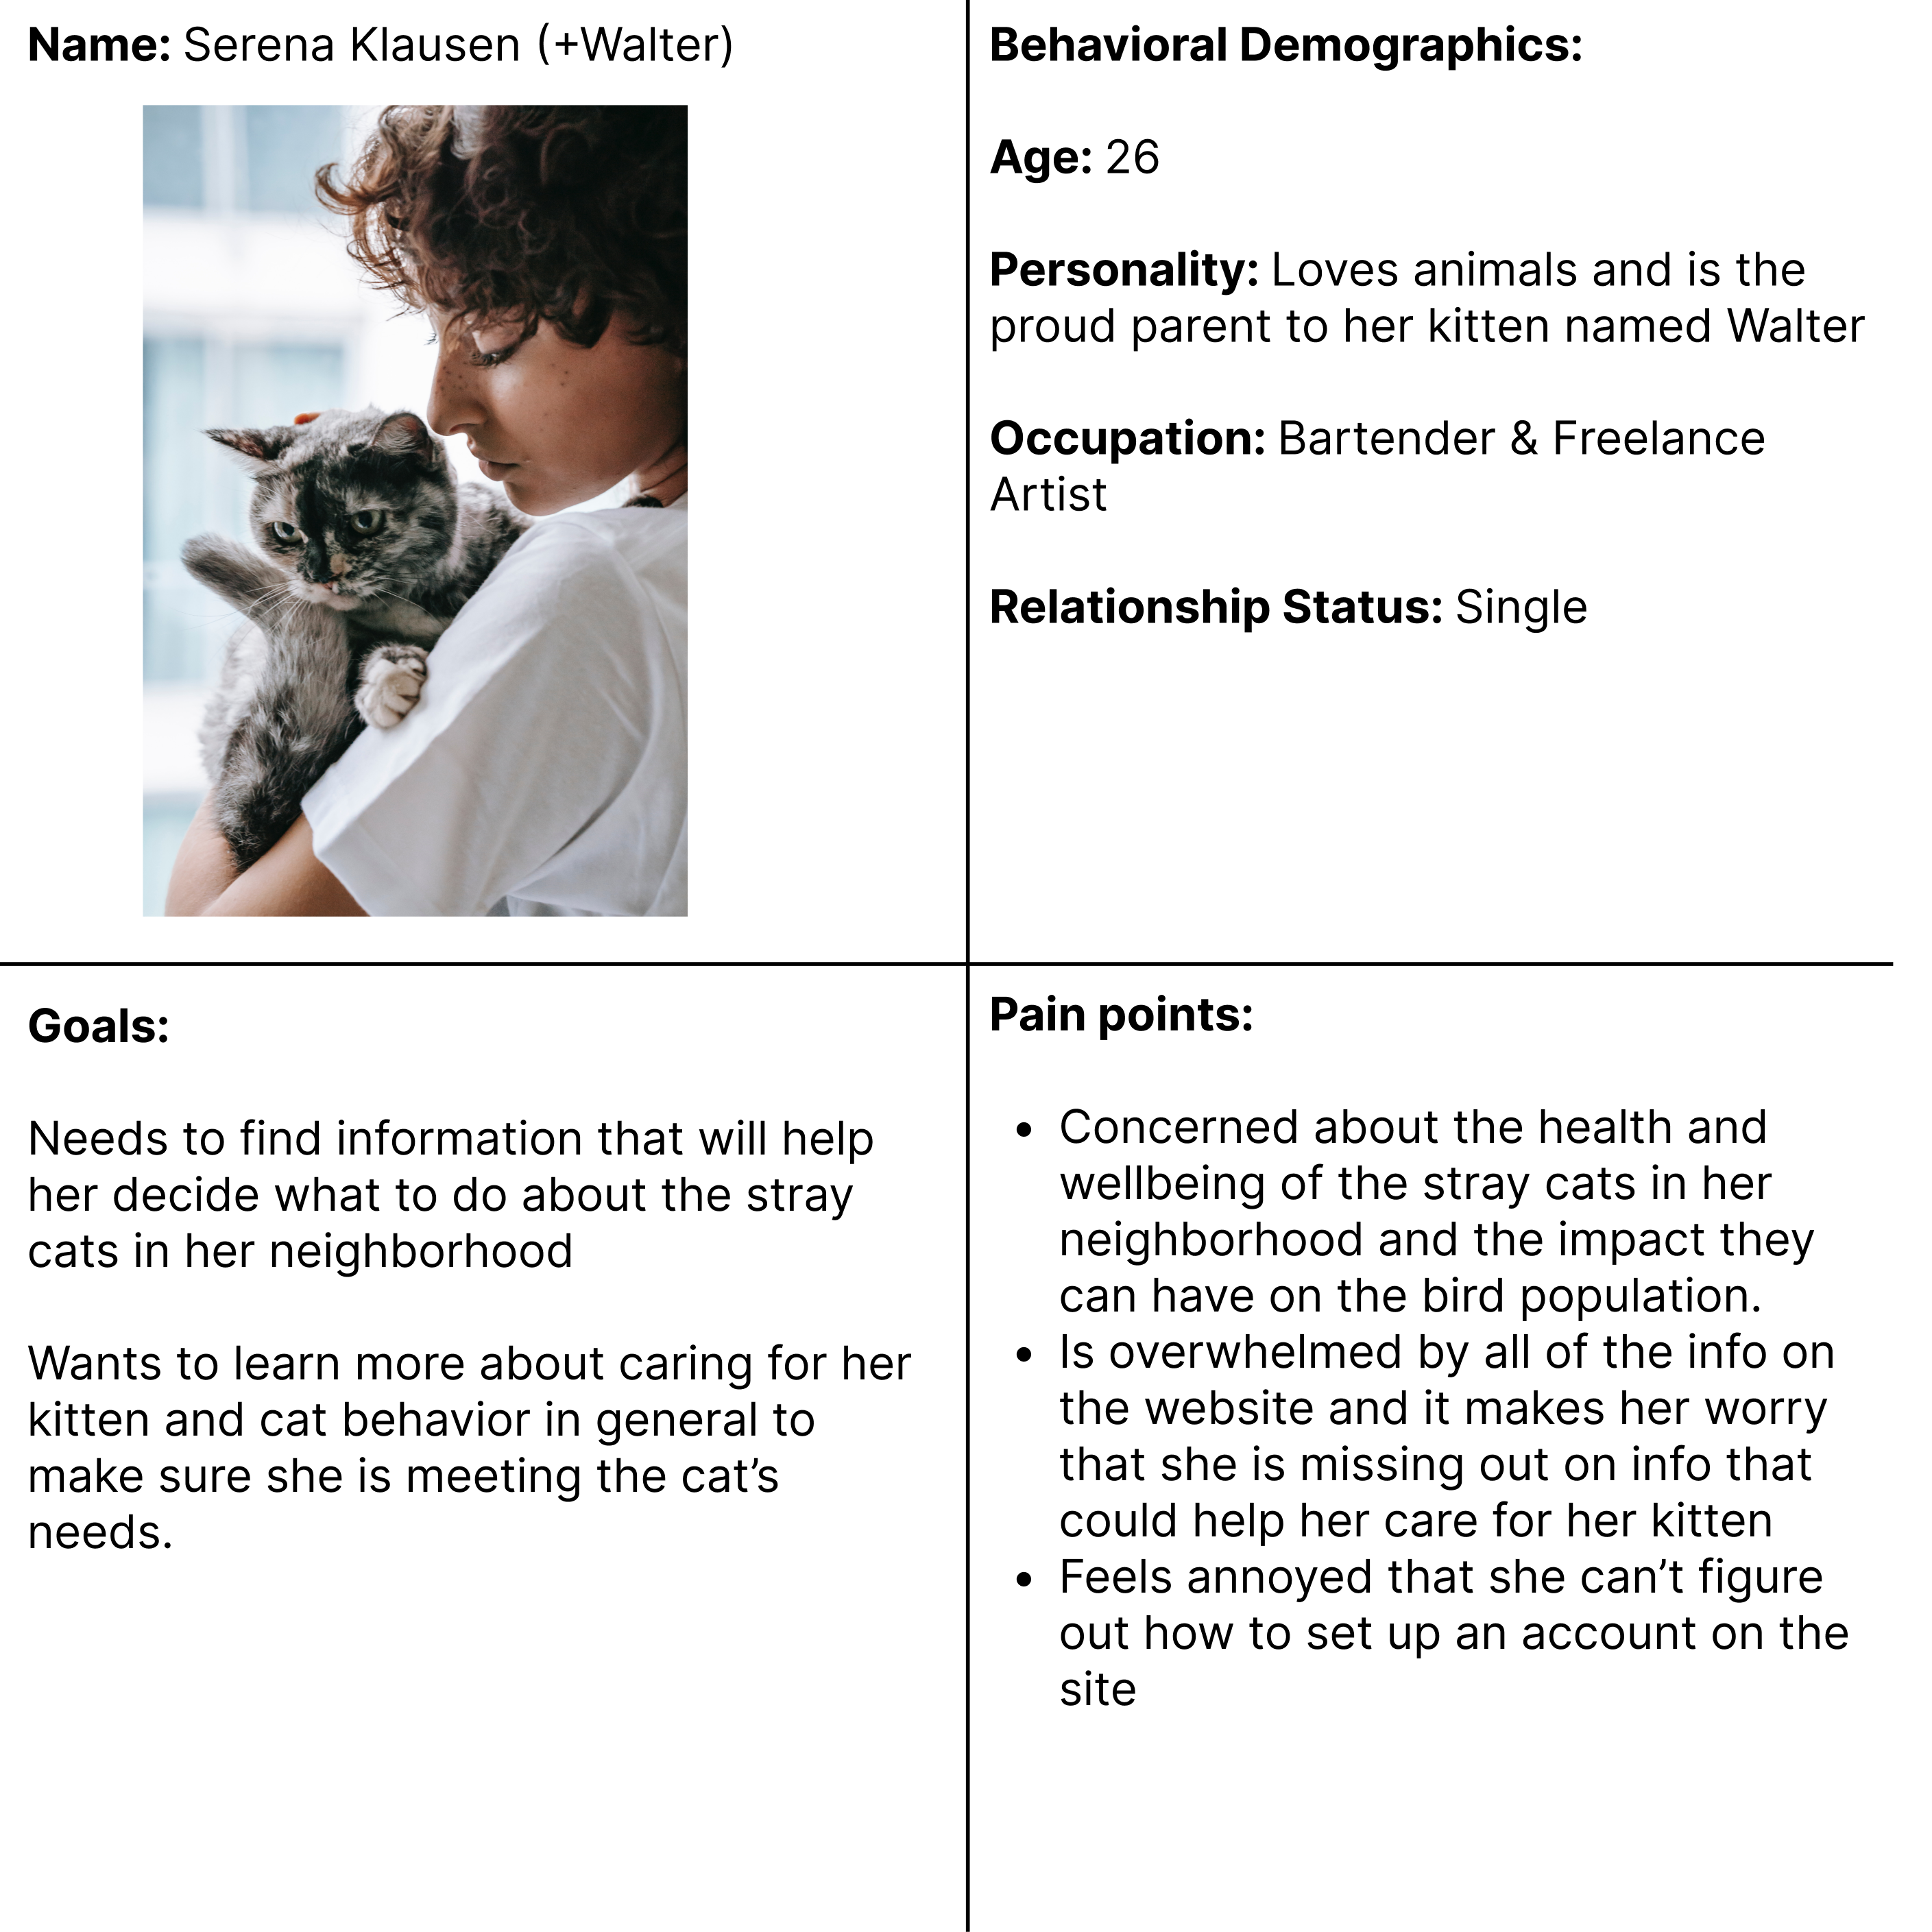 Name: Serena Klausen (+Walter)
Behavioral Demographics:
Age: 26
Personality: Loves animals and is the
proud parent to her kitten named Walter
Occupation: Bartender & Freelance
Artist
Relationship Status: Single
Goals:
Needs to find information that will help
her decide what to do about the stray
cats in her neighborhood
Wants to learn more about caring for her
kitten and cat behavior in general to
make sure she is meeting the cat’s
needs.
Pain points:
• Concerned about the health and
wellbeing of the stray cats in her
neighborhood and the impact they
can have on the bird population.
• Is overwhelmed by all of the info on
the website and it makes her worry
that she is missing out on info that
could help her care for her kitten
• Feels annoyed that she can’t figure
out how to set up an account on the
site